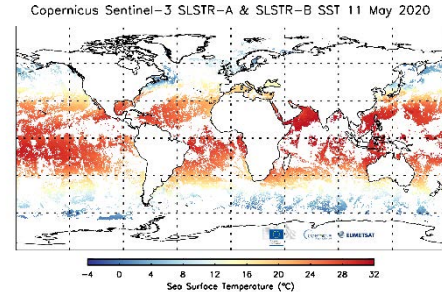 Copernicus Sentinel-3 SLSTR-A & SLSTR-B SST 11 May 2020
EUMETSAT
-4 0 4 8 12 16 20 24 28 32
Sea Surface Temperature (°C)